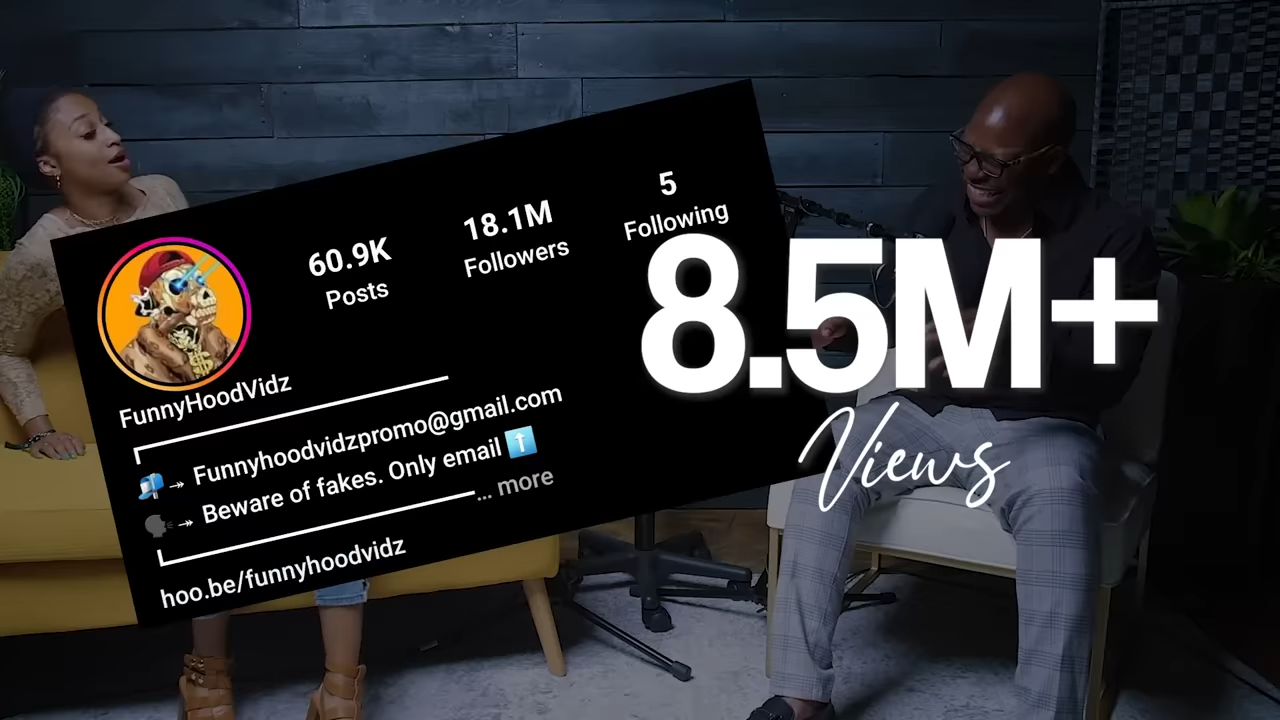 60.9K
Posts
18.1M
Followers
5
Following
FunnyHoodVidz
📬↠ Funnyhoodvidzpromo@gmail.com
🗣↠ Beware of fakes. Only email ⬆️
... more
hoo.be/funnyhoodvidz
8.5M+
Views